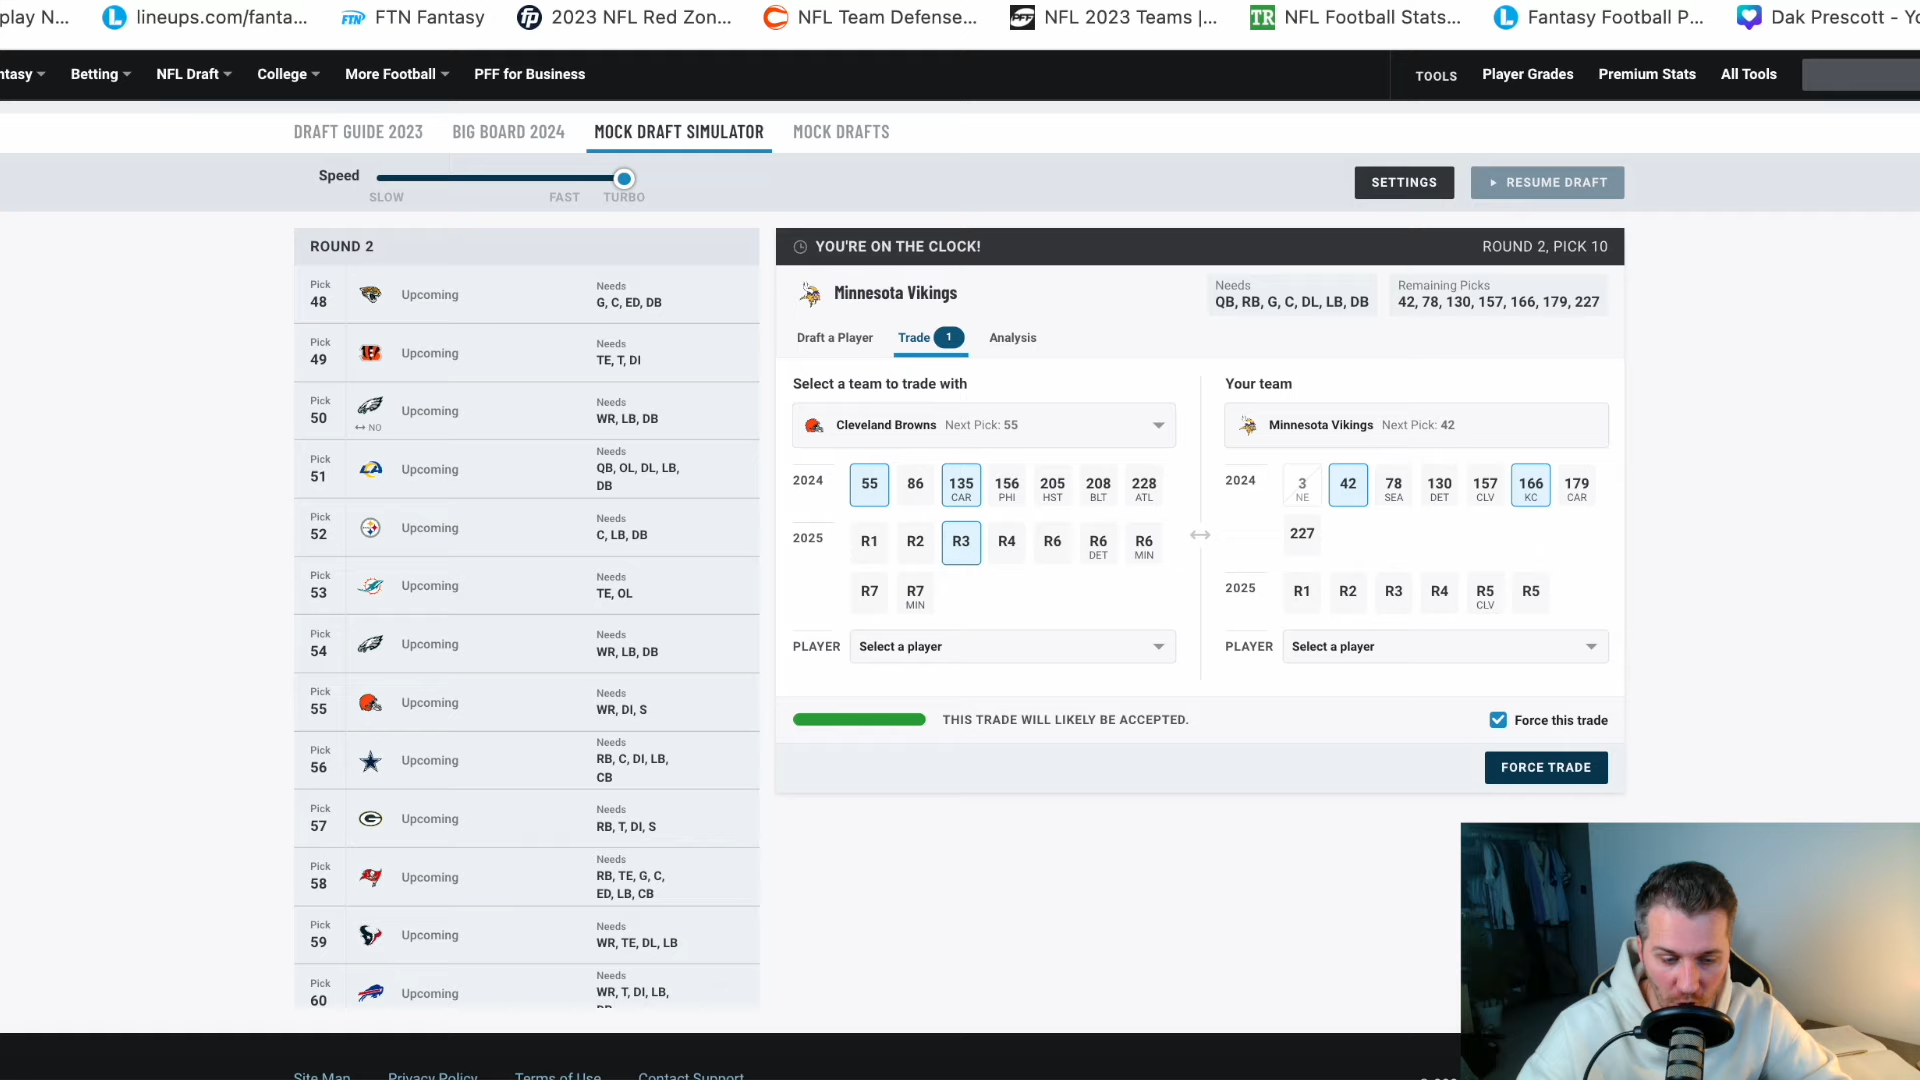 play N...
lineups.com/fanta...
FTN Fantasy
2023 NFL Red Zon...
NFL Team Defense...
NFL 2023 Teams |...
NFL Football Stats...
Fantasy Football P...
Dak Prescott - Yo
ntasy
Betting
NFL Draft
College
More Football
PFF for Business
TOOLS
Player Grades
Premium Stats
All Tools
DRAFT GUIDE 2023
BIG BOARD 2024
MOCK DRAFT SIMULATOR
MOCK DRAFTS
Speed
SLOW
FAST
TURBO
SETTINGS
RESUME DRAFT
ROUND 2
Pick
48
Upcoming
Needs
G, C, ED, DB
Pick
49
Upcoming
Needs
TE, T, DI
Pick
50
↔ NO
Upcoming
Needs
WR, LB, DB
Pick
51
Upcoming
Needs
QB, OL, DL, LB,
DB
Pick
52
Upcoming
Needs
C, LB, DB
Pick
53
Upcoming
Needs
TE, OL
Pick
54
Upcoming
Needs
WR, LB, DB
Pick
55
Upcoming
Needs
WR, DI, S
Pick
56
Upcoming
Needs
RB, C, DI, LB,
CB
Pick
57
Upcoming
Needs
RB, T, DI, S
Pick
58
Upcoming
Needs
RB, TE, G, C,
ED, LB, CB
Pick
59
Upcoming
Needs
WR, TE, DL, LB
Pick
60
Upcoming
Needs
WR, T, DI, LB,
YOU'RE ON THE CLOCK!
ROUND 2, PICK 10
Minnesota Vikings
Needs
QB, RB, G, C, DL, LB, DB
Remaining Picks
42, 78, 130, 157, 166, 179, 227
Draft a Player
Trade 1
Analysis
Select a team to trade with
Cleveland Browns Next Pick: 55
2024
55
86
135 CAR
156 PHI
205 HST
208 BLT
228 ATL
2025
R1
R2
R3
R4
R6
R6 DET
R6 MIN
R7
R7 MIN
PLAYER
Select a player
Your team
Minnesota Vikings Next Pick: 42
2024
3 NE
42
78 SEA
130 DET
157 CLV
166 KC
179 CAR
227
2025
R1
R2
R3
R4
R5 CLV
R5
PLAYER
Select a player
THIS TRADE WILL LIKELY BE ACCEPTED.
Force this trade
FORCE TRADE
Site Map
Privacy Policy
Terms of Use
Contact Support